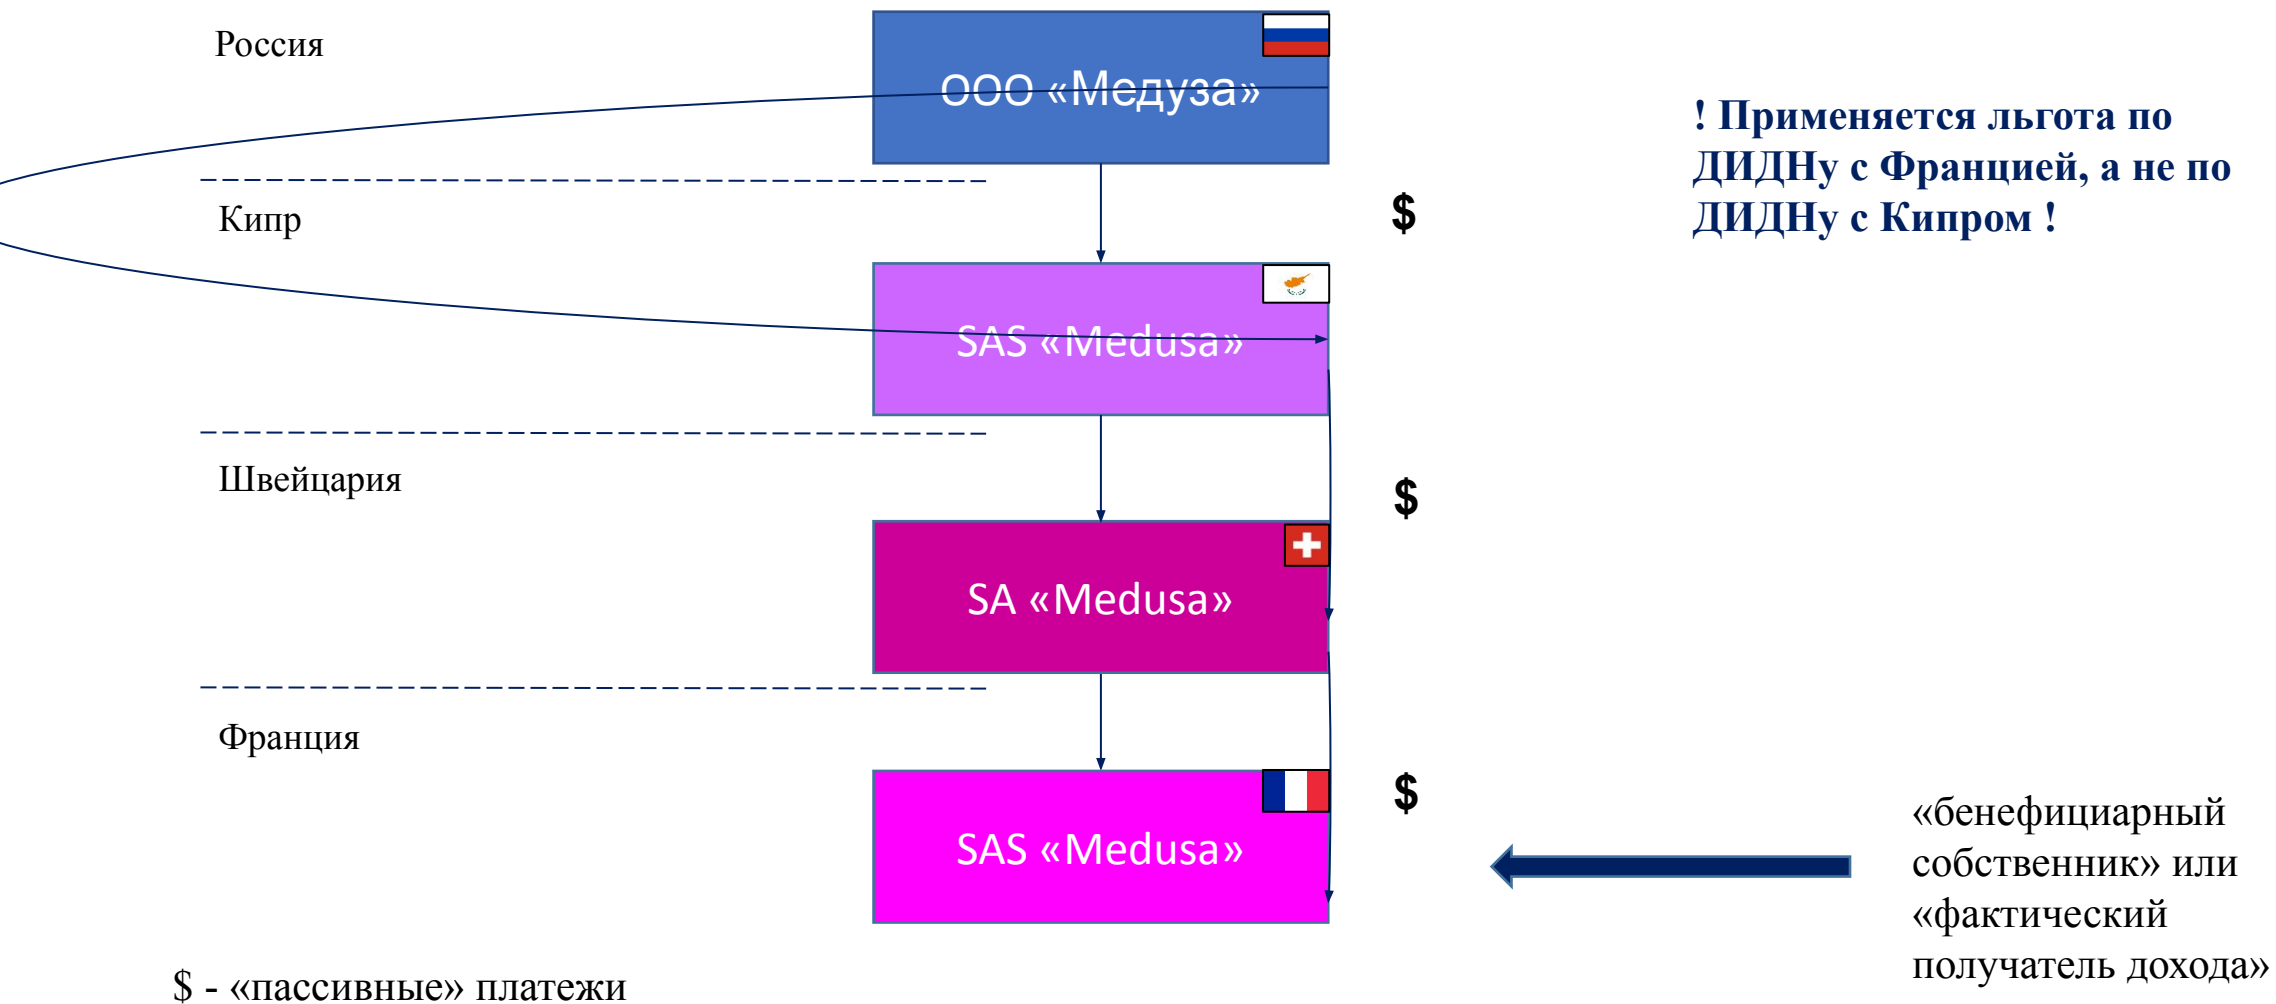 Россия
ООО «Медуза»
! Применяется льгота по
ДИДНу с Францией, а не по
ДИДНу с Кипром !
Кипр
$
SAS «Medusa»
Швейцария
$
SA «Medusa»
Франция
$
SAS «Medusa»
«бенефициарный
собственник» или
«фактический
получатель дохода»
$ - «пассивные» платежи